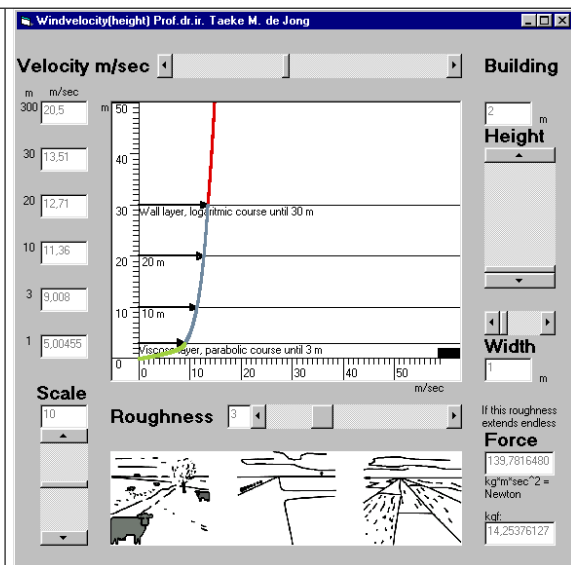 Windvelocity(height) Prof.dr.ir. Taeke M. de Jong
Velocity m/sec
Building
m m/sec
300 20,5
30 13,51
20 12,71
10 11,36
3 9,008
1 5,00455
m 50
40
30
20
10
0
Wall layer, logaritmic course until 30 m
20 m
10 m
Viscose layer, parabolic course until 3 m
0 10 20 30 40 50
m/sec
2 m
Height
Width
1 m
Scale
10
Roughness 3
If this roughness
extends endless
Force
139,7816480
kg*m*sec^2 =
Newton
kgf:
14,25376127